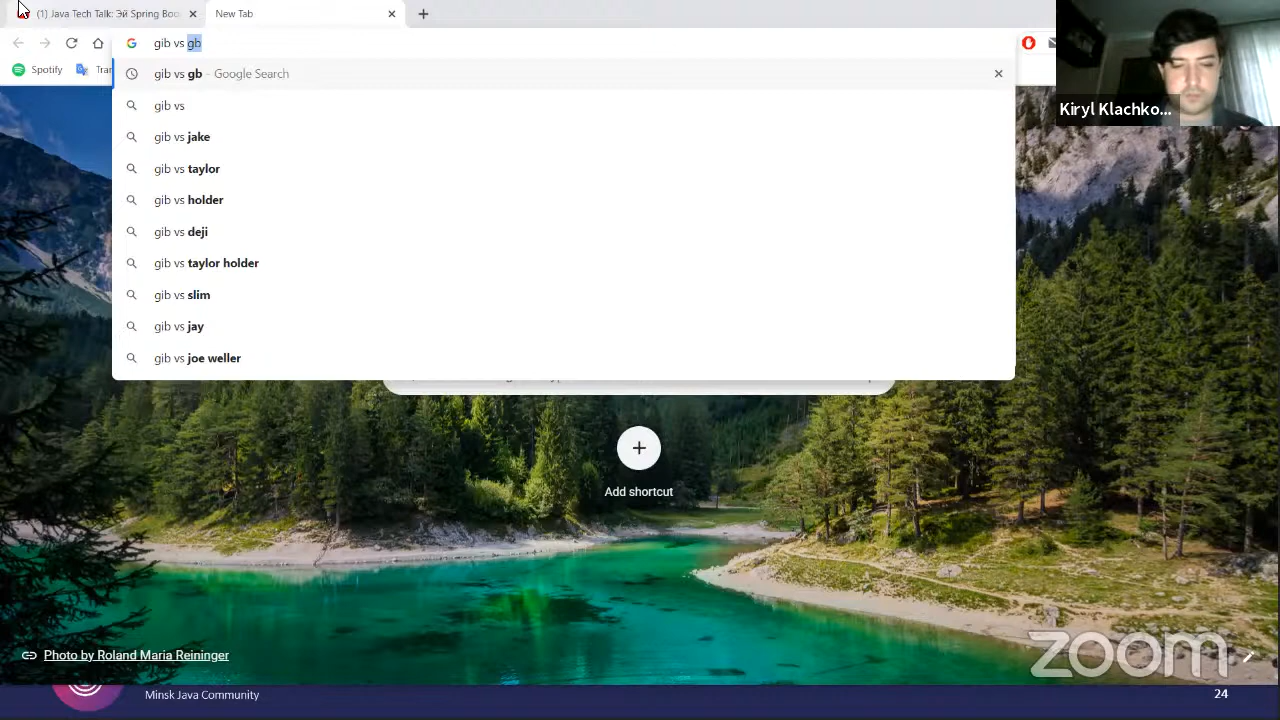 (1) Java Tech Talk: Эй Spring Boo
New Tab
gib vs gb
Spotify
Tran
gib vs gb - Google Search
gib vs
gib vs jake
gib vs taylor
gib vs holder
gib vs deji
gib vs taylor holder
gib vs slim
gib vs jay
gib vs joe weller
Kiryl Klachko...
Add shortcut
Photo by Roland Maria Reininger
zoom
Minsk Java Community
24